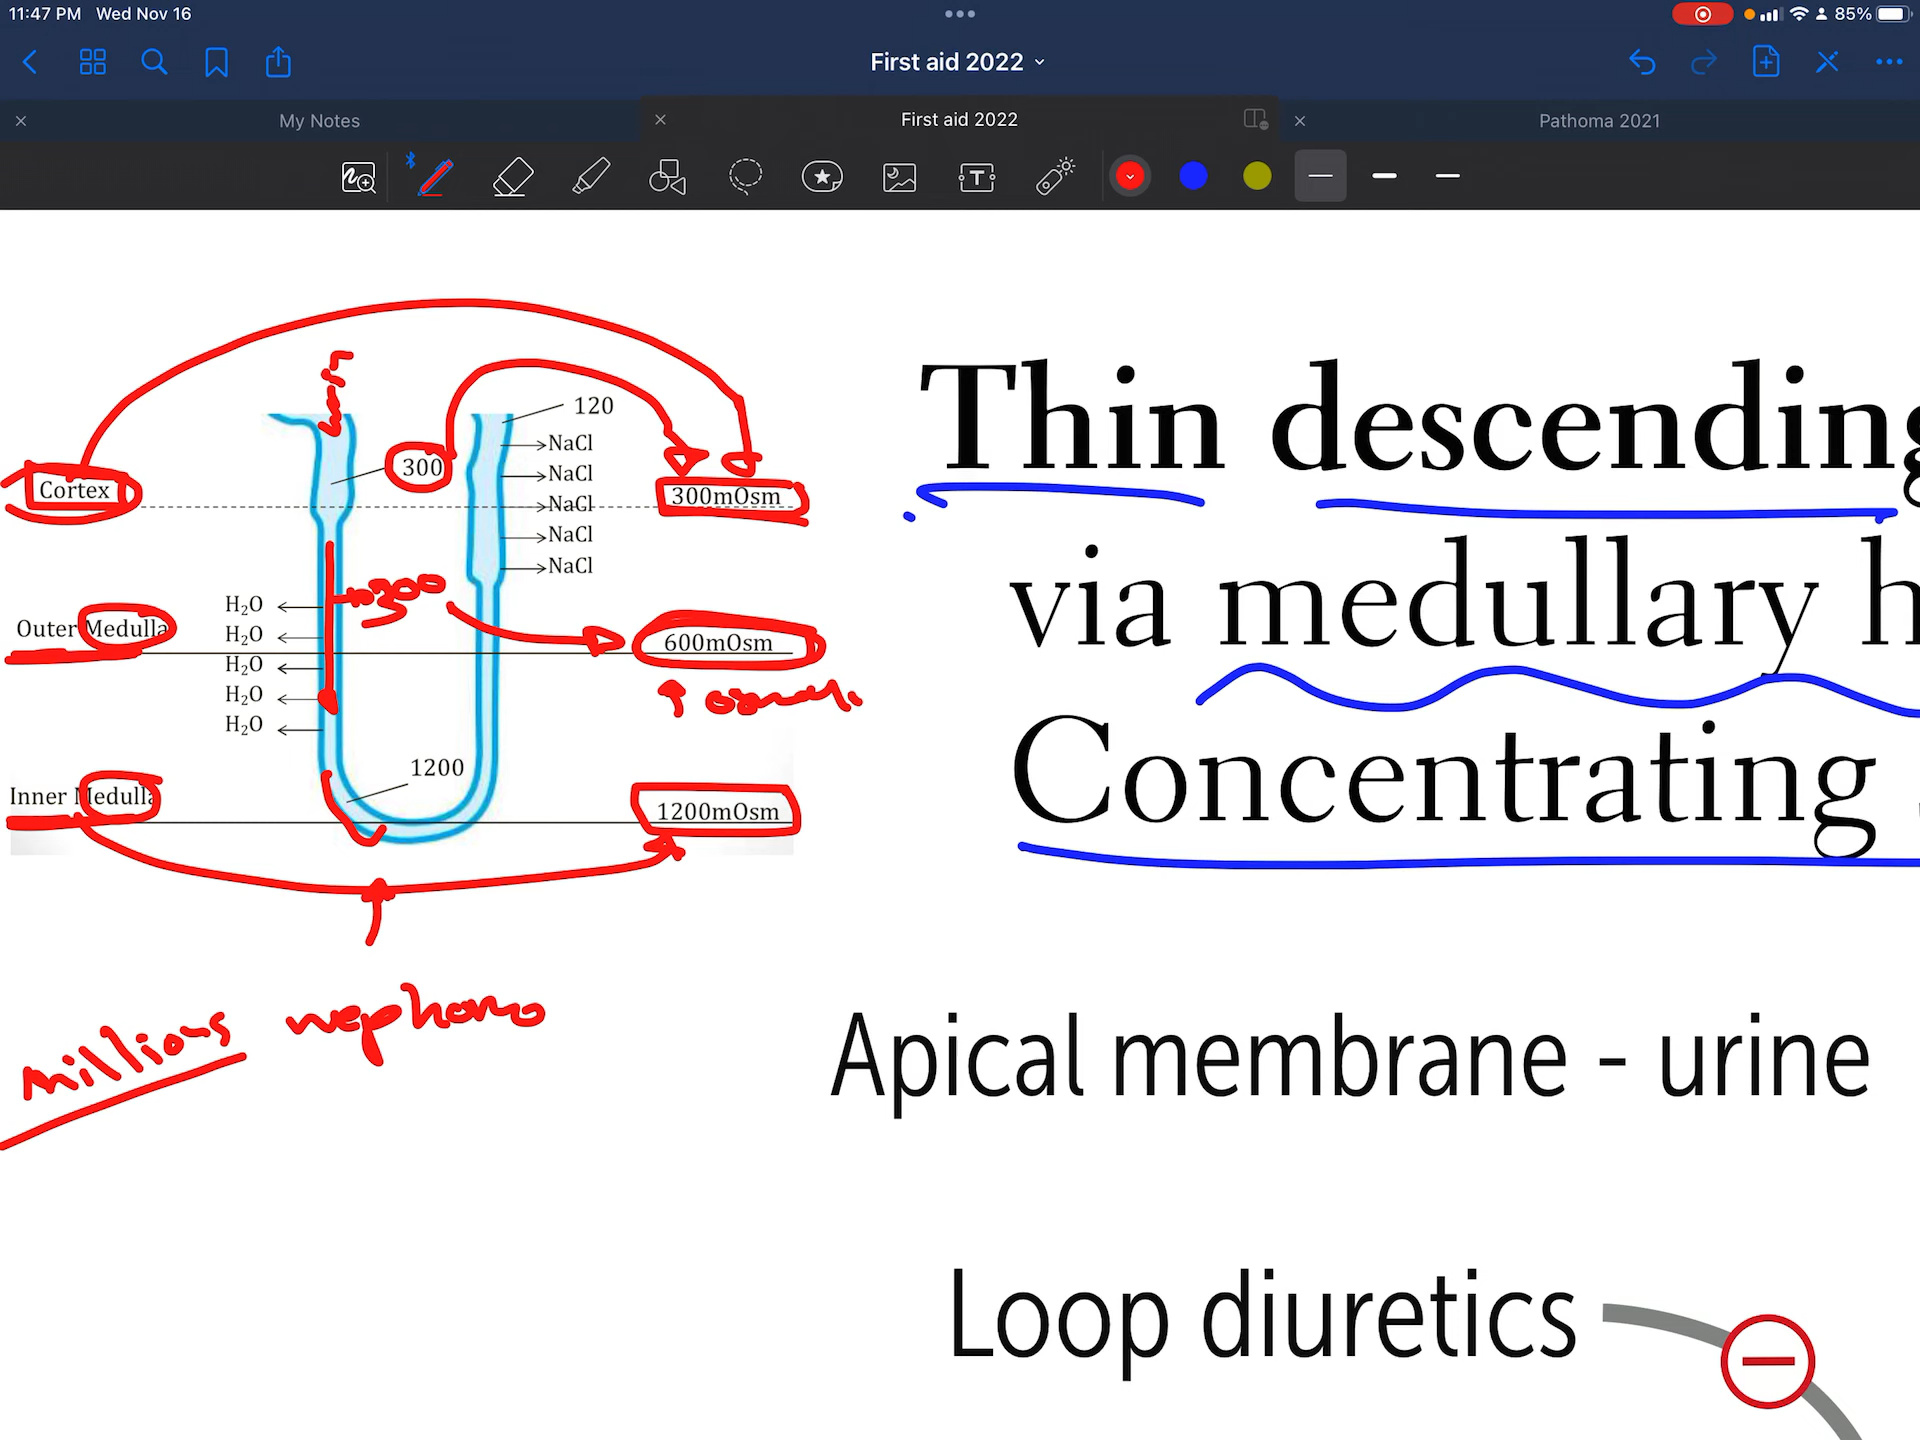 11:47 PM Wed Nov 16
85%
First aid 2022
My Notes
First aid 2022
Pathoma 2021
120
NaCl
300
NaCl
Cortex
300mOsm
NaCl
NaCl
NaCl
300
H₂O
Outer Medulla
H₂O
600mOsm
H₂O
H₂O
H₂O
1200
Inner Medulla
1200mOsm
millions
Thin descending
via medullary h
Concentrating
Apical membrane - urine
Loop diuretics